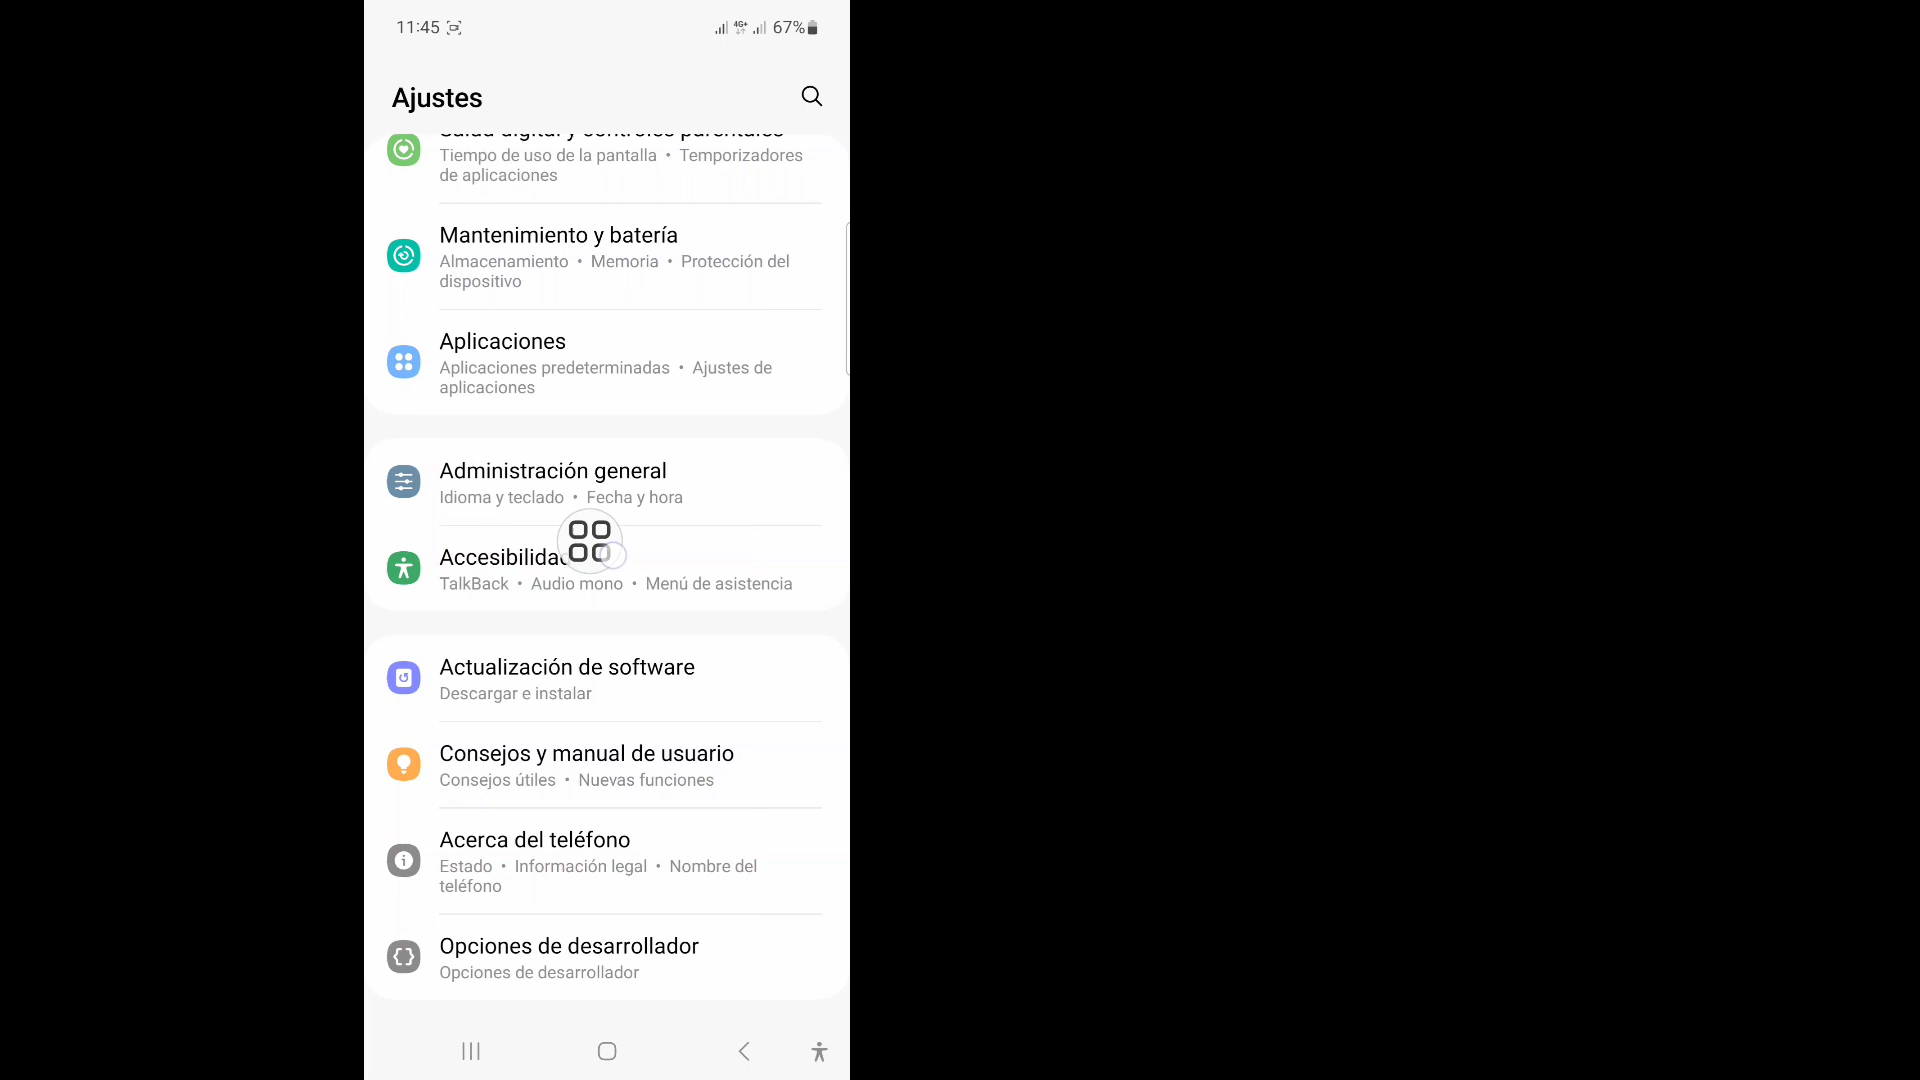 11:45
4G+ 67%
Ajustes
Salud digital y controles parentales
Tiempo de uso de la pantalla • Temporizadores
de aplicaciones
Mantenimiento y batería
Almacenamiento • Memoria • Protección del
dispositivo
Aplicaciones
Aplicaciones predeterminadas • Ajustes de
aplicaciones
Administración general
Idioma y teclado • Fecha y hora
Accesibilidad
TalkBack • Audio mono • Menú de asistencia
Actualización de software
Descargar e instalar
Consejos y manual de usuario
Consejos útiles • Nuevas funciones
Acerca del teléfono
Estado • Información legal • Nombre del
teléfono
Opciones de desarrollador
Opciones de desarrollador